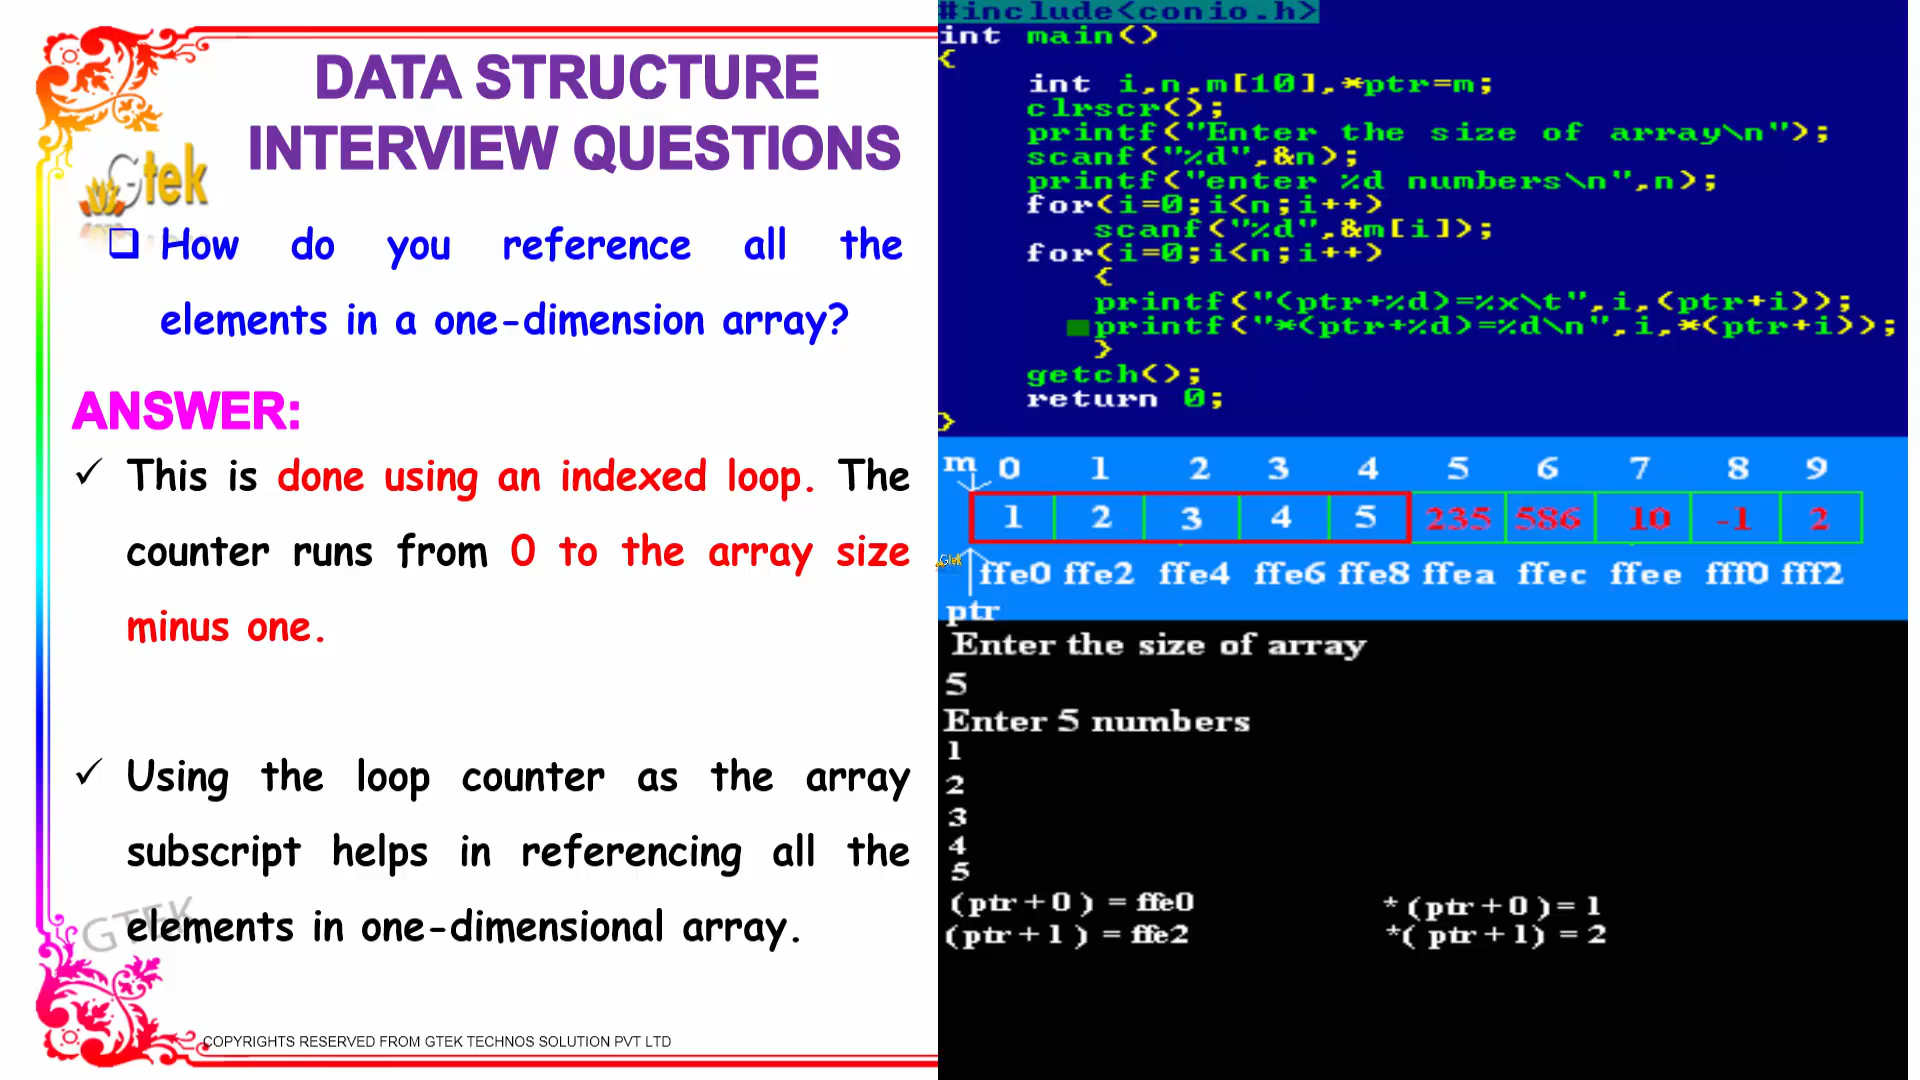 DATA STRUCTURE
INTERVIEW QUESTIONS
Gtek
How do you reference all the
elements in a one-dimension array?
ANSWER:
This is done using an indexed loop. The
counter runs from 0 to the array size
minus one.
Using the loop counter as the array
subscript helps in referencing all the
elements in one-dimensional array.
GTEK
COPYRIGHTS RESERVED FROM GTEK TECHNOS SOLUTION PVT LTD
#include<conio.h>
int main()
{
int i,n,m[10],*ptr=m;
clrscr();
printf("Enter the size of array\n");
scanf("%d",&n);
printf("enter %d numbers\n",n);
for(i=0;i<n;i++)
scanf("%d",&m[i]);
for(i=0;i<n;i++)
{
printf("(ptr+%d)=%x\t",i,(ptr+i));
printf("*(ptr+%d)=%d\n",i,*(ptr+i));
}
getch();
return 0;
}
m 0 1 2 3 4 5 6 7 8 9
1 2 3 4 5 235 586 10 -1 2
Gtek
ffe0 ffe2 ffe4 ffe6 ffe8 ffea ffec ffee fff0 fff2
ptr
Enter the size of array
5
Enter 5 numbers
1
2
3
4
5
(ptr+0) = ffe0 *(ptr+0)= 1
(ptr+1) = ffe2 *(ptr+1) = 2